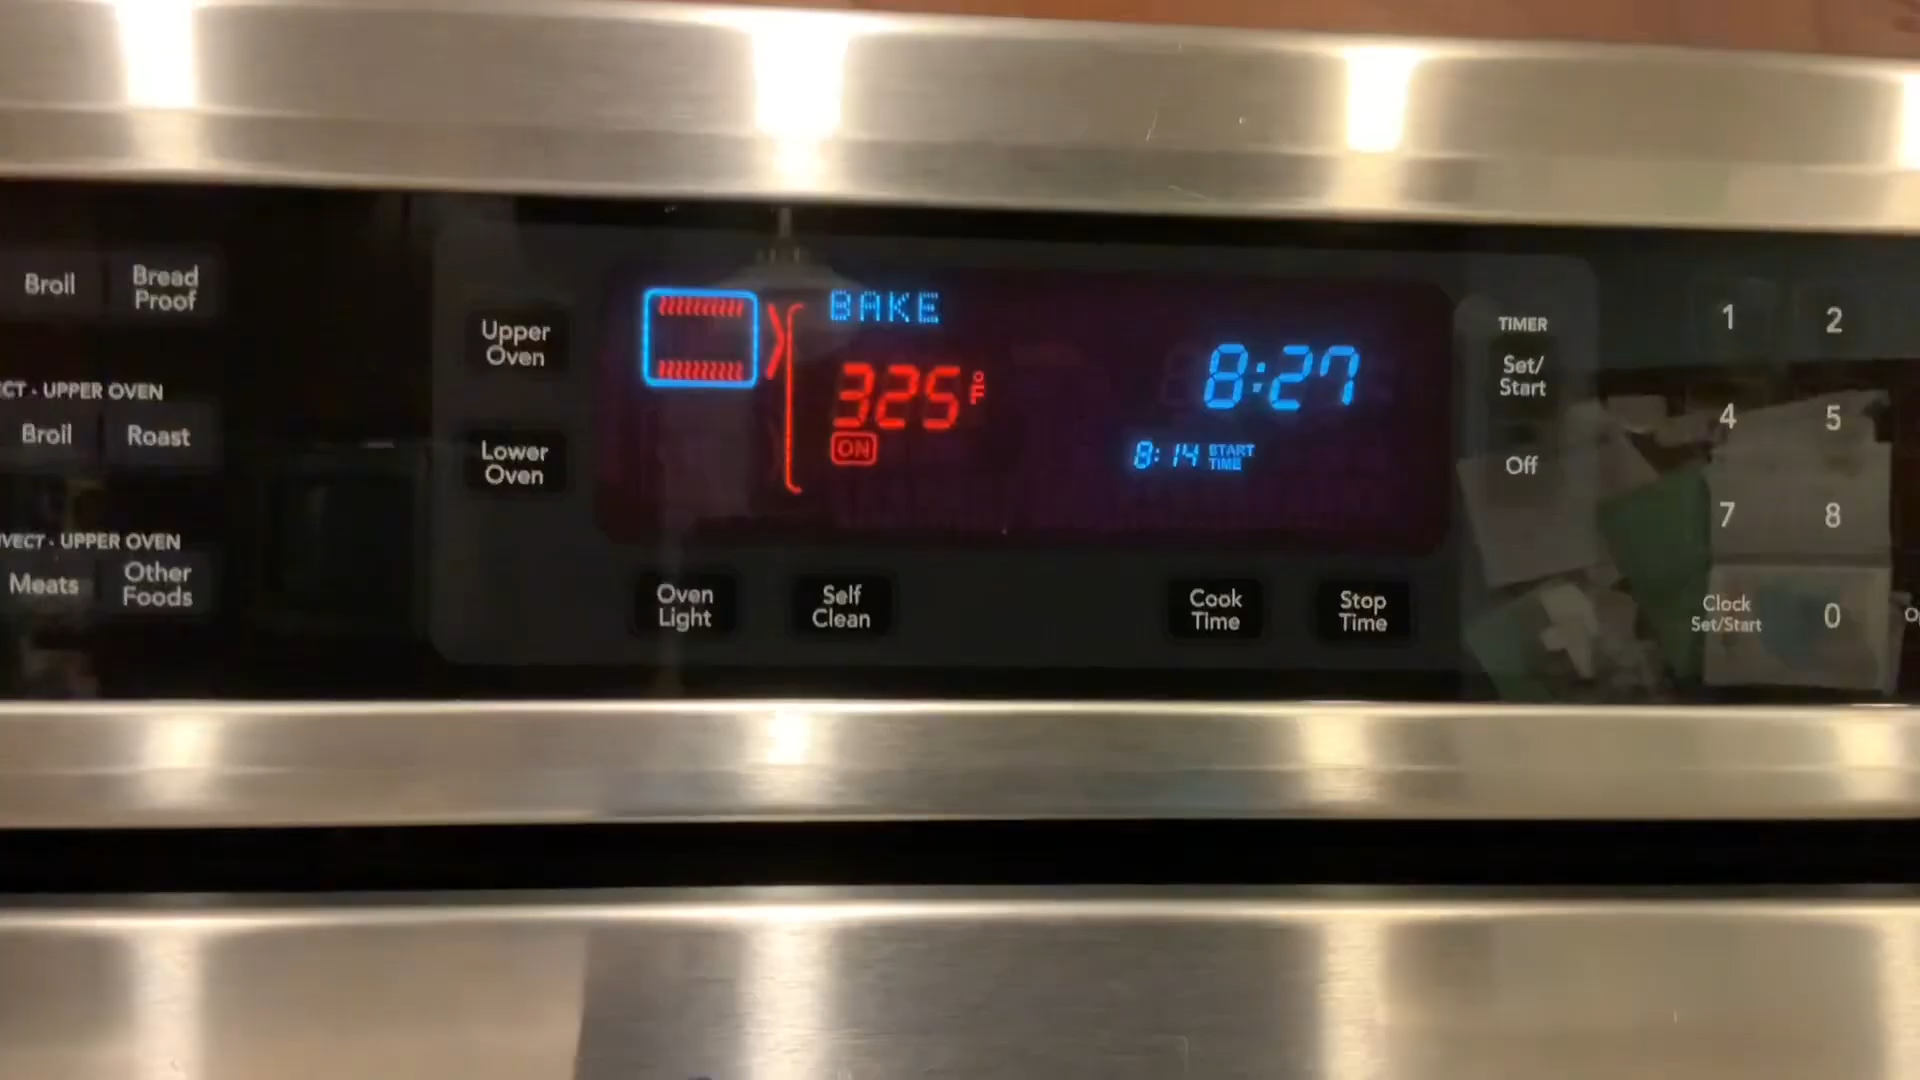 Broil
Bread
Proof
CT - UPPER OVEN
Broil
Roast
VECT - UPPER OVEN
Meats
Other
Foods
Upper
Oven
Lower
Oven
BAKE
325°F
ON
8:27
8:14 START
TIME
Oven
Light
Self
Clean
Cook
Time
Stop
Time
TIMER
Set/
Start
Off
1
2
4
5
7
8
Clock
Set/Start
0